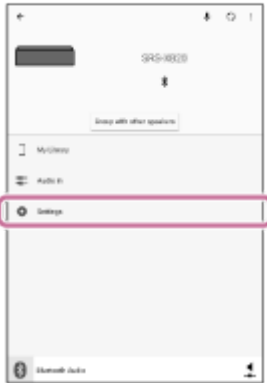 SRS-XB20
Group with other speakers
My Library
Audio in
Settings
Bluetooth Audio